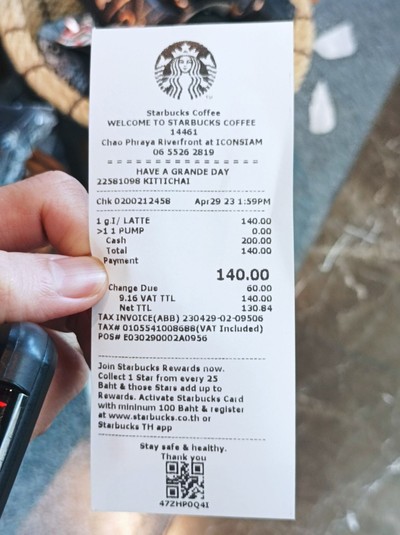 Starbucks Coffee
WELCOME TO STARBUCKS COFFEE
14461
Chao Phraya Riverfront at ICONSIAM
06 5526 2819
HAVE A GRANDE DAY
22581098 KITTICHAI
Chk 0200212458 Apr29 23 1:59PM
1 g.I/ LATTE 140.00
>1 1 PUMP 0.00
Cash 200.00
Total 140.00
Payment
140.00
Change Due 60.00
9.16 VAT TTL 140.00
Net TTL 130.84
TAX INVOICE(ABB) 230429-02-09506
TAX# 0105541008688(VAT Included)
POS# E030290002A0956
Join Starbucks Rewards now.
Collect 1 Star from every 25
Baht & those Stars add up to
Rewards. Activate Starbucks Card
with minimum 100 Baht & register
at www.starbucks.co.th or
Starbucks TH app
Stay safe & healthy.
Thank you
47ZHP0Q4I